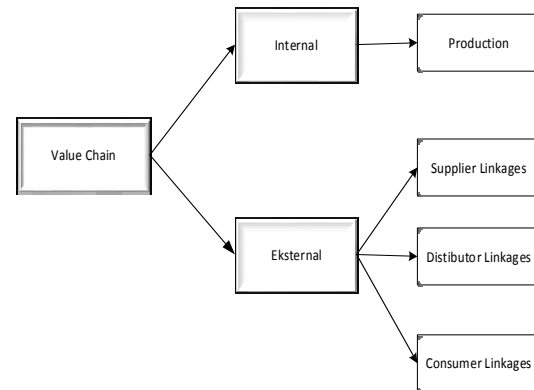 Internal
Production
Value Chain
Supplier Linkages
Eksternal
Distibutor Linkages
Consumer Linkages